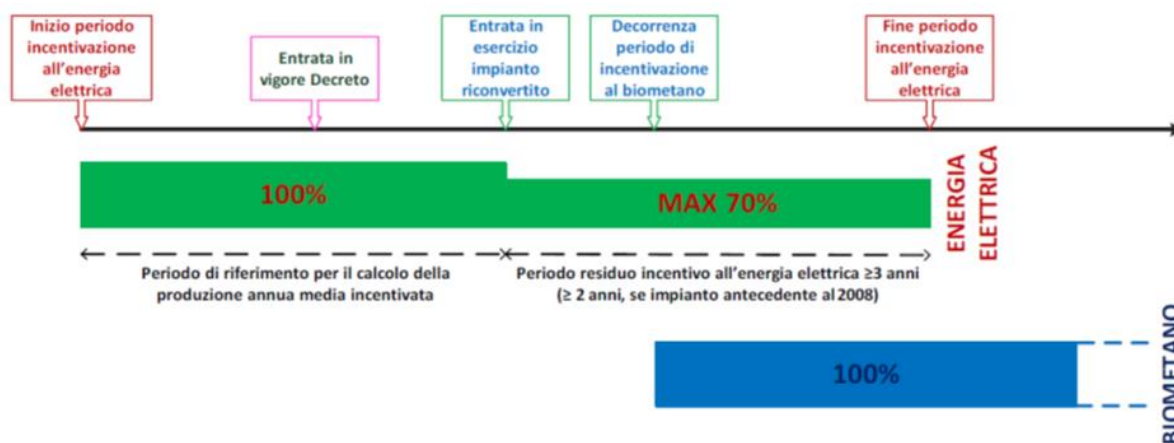 Inizio periodo
incentivazione
all'energia
elettrica
Entrata in
vigore Decreto
Entrata in
esercizio
impianto
riconvertito
Decorrenza
periodo di
incentivazione
al biometano
Fine periodo
incentivazione
all'energia
elettrica
100%
MAX 70%
ENERGIA
ELETTRICA
Periodo di riferimento per il calcolo della
produzione annua media incentivata
Periodo residuo incentivo all'energia elettrica ≥3 anni
(≥ 2 anni, se impianto antecedente al 2008)
100%
BIOMETANO